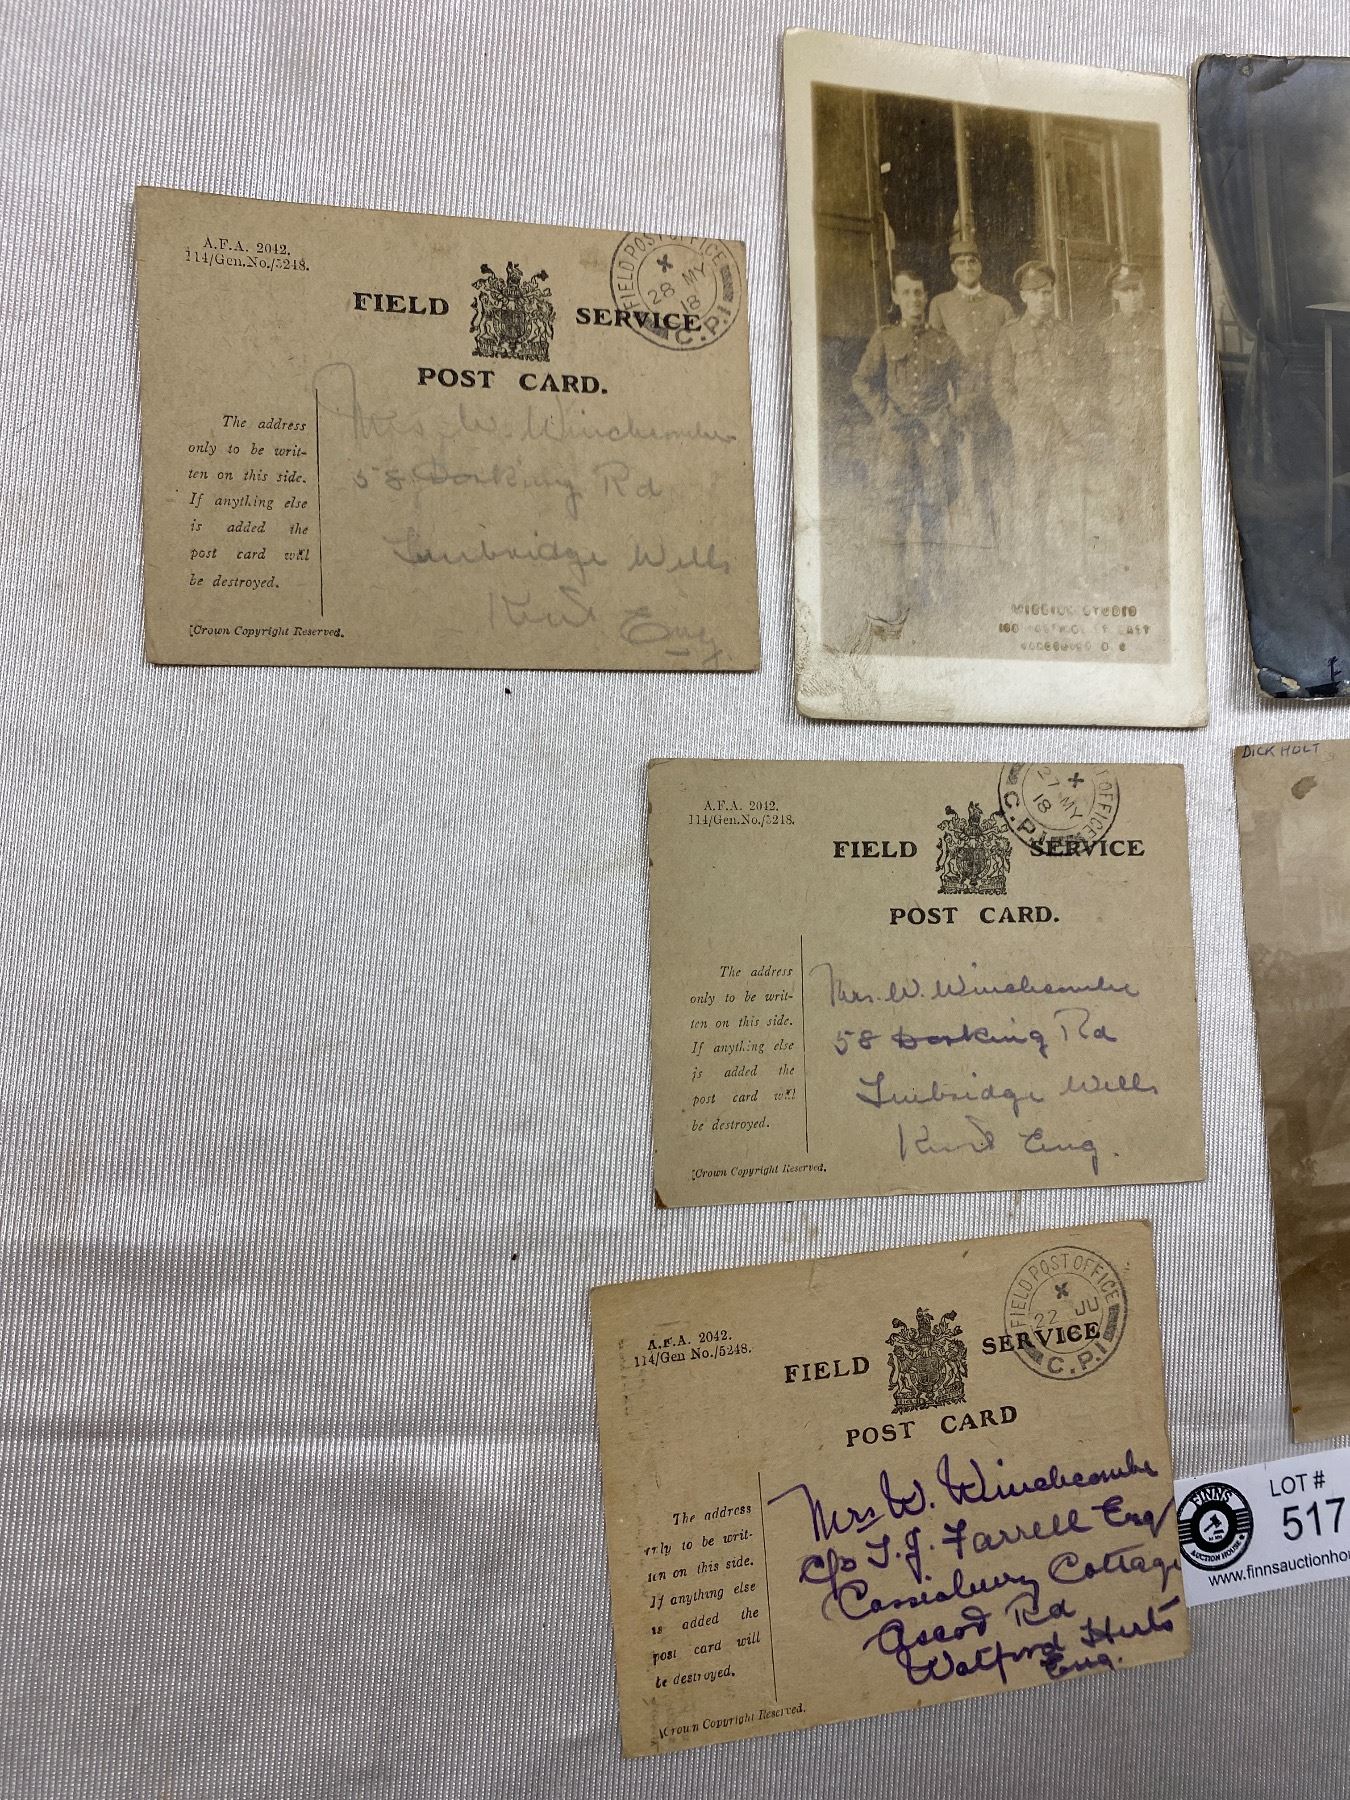 A.F.A. 2042.
114/Gen.No./5248.
FIELD SERVICE
POST CARD.
FIELD POST OFFICE
28 MY
18
C.P.1
The address
only to be writ-
ten on this side.
If anything else
is added the
post card will
be destroyed.
[Crown Copyright Reserved.
Mrs. W. Winchcombe
58 Dorking Rd
Tunbridge Wells
Kent Eng.
STUDIO
DICK HOLT
A.F.A. 2042.
114/Gen.No./5248.
FIELD SERVICE
POST CARD.
OFFICE
27 MY
18
C.P.1
The address
only to be writ-
ten on this side.
If anything else
is added the
post card will
be destroyed.
[Crown Copyright Reserved.
Mrs. W. Winchcombe
58 Dorking Rd
Tunbridge Wells
Kent Eng.
A.F.A. 2042.
114/Gen No./5248.
FIELD SERVICE
POST CARD
FIELD POST OFFICE
22 JU
C.P.1
The address
only to be writ-
ten on this side.
If anything else
is added the
post card will
be destroyed.
[Crown Copyright Reserved.
Mrs W. Winchcombe
c/o T. J. Farrell Esq
Cassiobury Cottage
Ascot Rd
Watford Herts
Eng.
FINNS
AUCTION HOUSE
LOT #
517
www.finnsauctionho